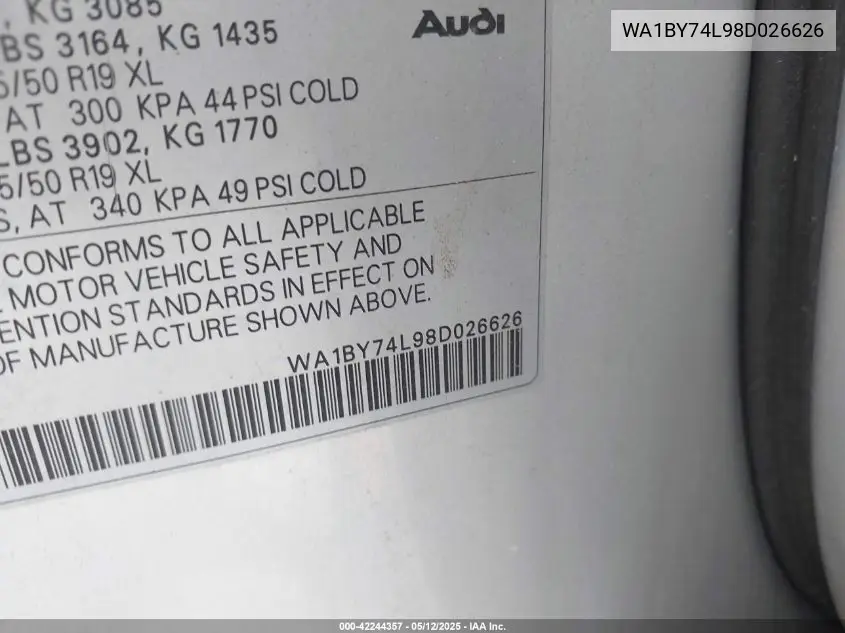 , KG 3085
BS 3164, KG 1435
5/50 R19 XL
AT 300 KPA 44 PSI COLD
LBS 3902, KG 1770
5/50 R19 XL
S, AT 340 KPA 49 PSI COLD
Audi
WA1BY74L98D026626
CONFORMS TO ALL APPLICABLE
MOTOR VEHICLE SAFETY AND
ENTION STANDARDS IN EFFECT ON
OF MANUFACTURE SHOWN ABOVE.
WA1BY74L98D026626
000-42244357 - 05/12/2025 - IAA Inc.